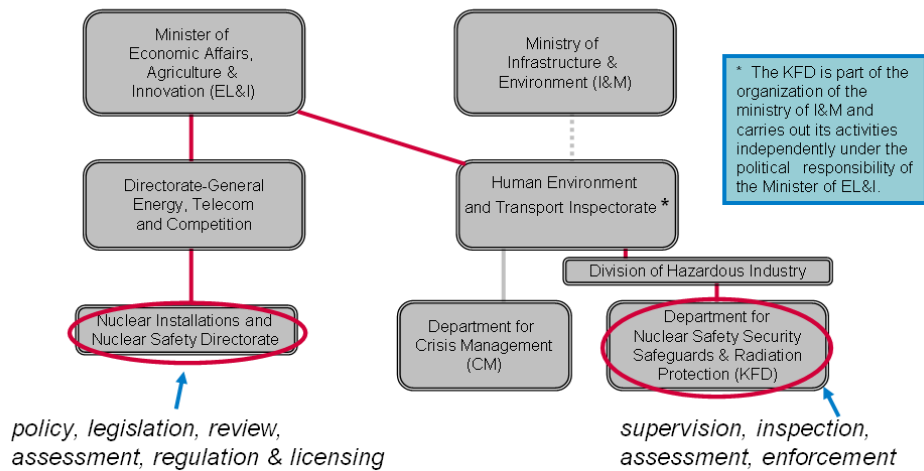 Minister of
Economic Affairs,
Agriculture &
Innovation (EL&I)
Ministry of
Infrastructure &
Environment (I&M)
* The KFD is part of the
organization of the
ministry of I&M and
carries out its activities
independently under the
political responsibility of
the Minister of EL&I.
Directorate-General
Energy, Telecom
and Competition
Human Environment
and Transport Inspectorate *
Division of Hazardous Industry
Nuclear Installations and
Nuclear Safety Directorate
Department for
Crisis Management
(CM)
Department for
Nuclear Safety Security
Safeguards & Radiation
Protection (KFD)
policy, legislation, review,
assessment, regulation & licensing
supervision, inspection,
assessment, enforcement